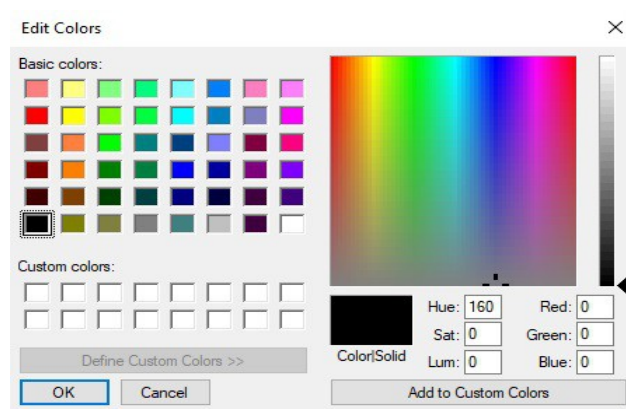 Edit Colors
Basic colors:
Custom colors:
Define Custom Colors >>
OK Cancel
Color|Solid
Hue: 160 Red: 0
Sat: 0 Green: 0
Lum: 0 Blue: 0
Add to Custom Colors